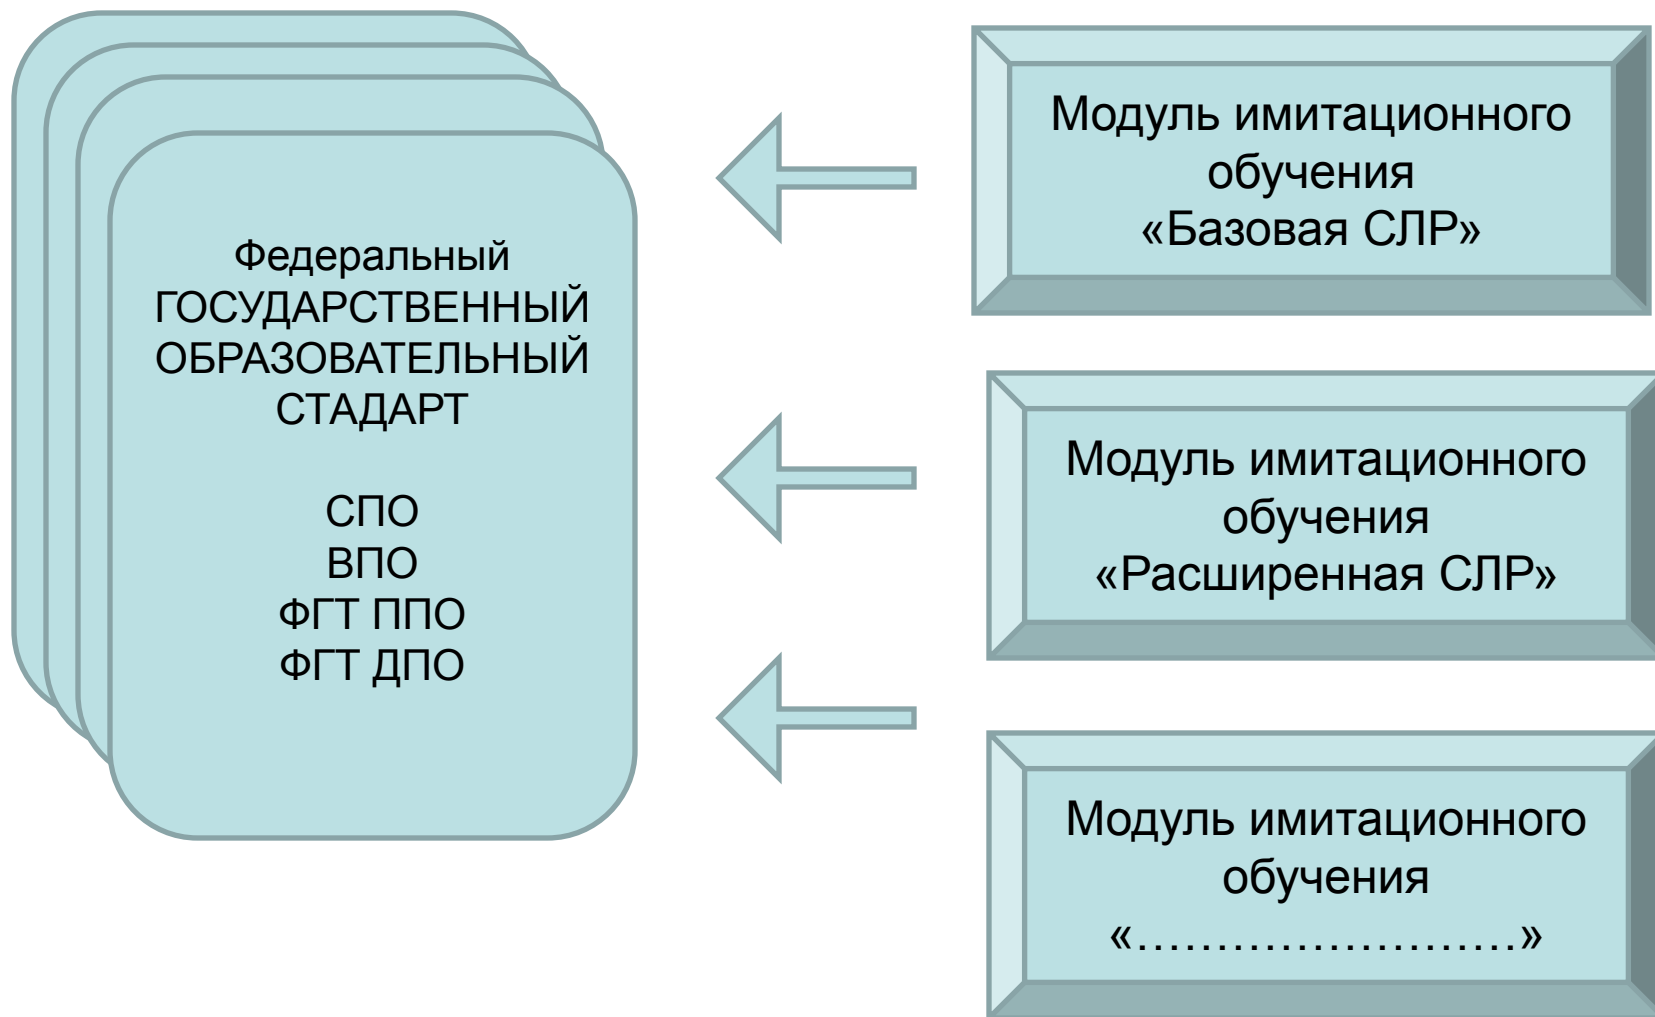 Федеральный
ГОСУДАРСТВЕННЫЙ
ОБРАЗОВАТЕЛЬНЫЙ
СТАДАРТ
СПО
ВПО
ФГТ ППО
ФГТ ДПО
Модуль имитационного
обучения
«Базовая СЛР»
Модуль имитационного
обучения
«Расширенная СЛР»
Модуль имитационного
обучения
«……………………»